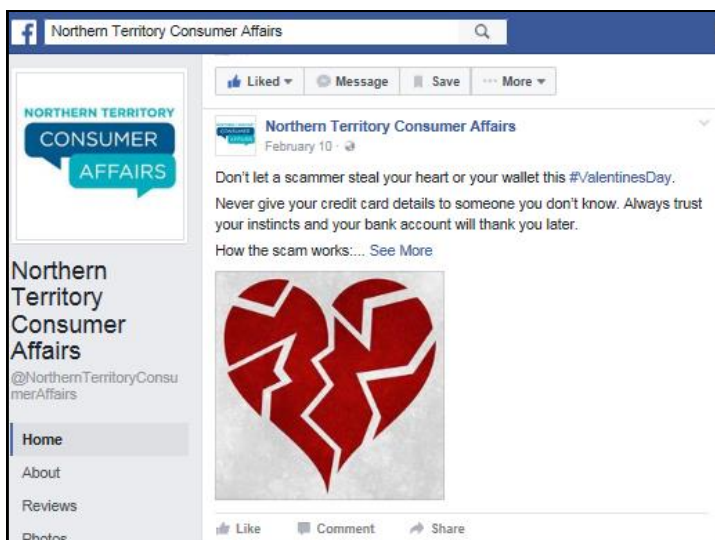 Northern Territory Consumer Affairs
NORTHERN TERRITORY
CONSUMER
AFFAIRS
Northern
Territory
Consumer
Affairs
@NorthernTerritoryConsu
merAffairs
Home
About
Reviews
Photos
Liked
Message
Save
More
CONSUMER
AFFAIRS
Northern Territory Consumer Affairs
February 10
Don't let a scammer steal your heart or your wallet this #ValentinesDay.
Never give your credit card details to someone you don't know. Always trust
your instincts and your bank account will thank you later.
How the scam works:... See More
Like Comment Share